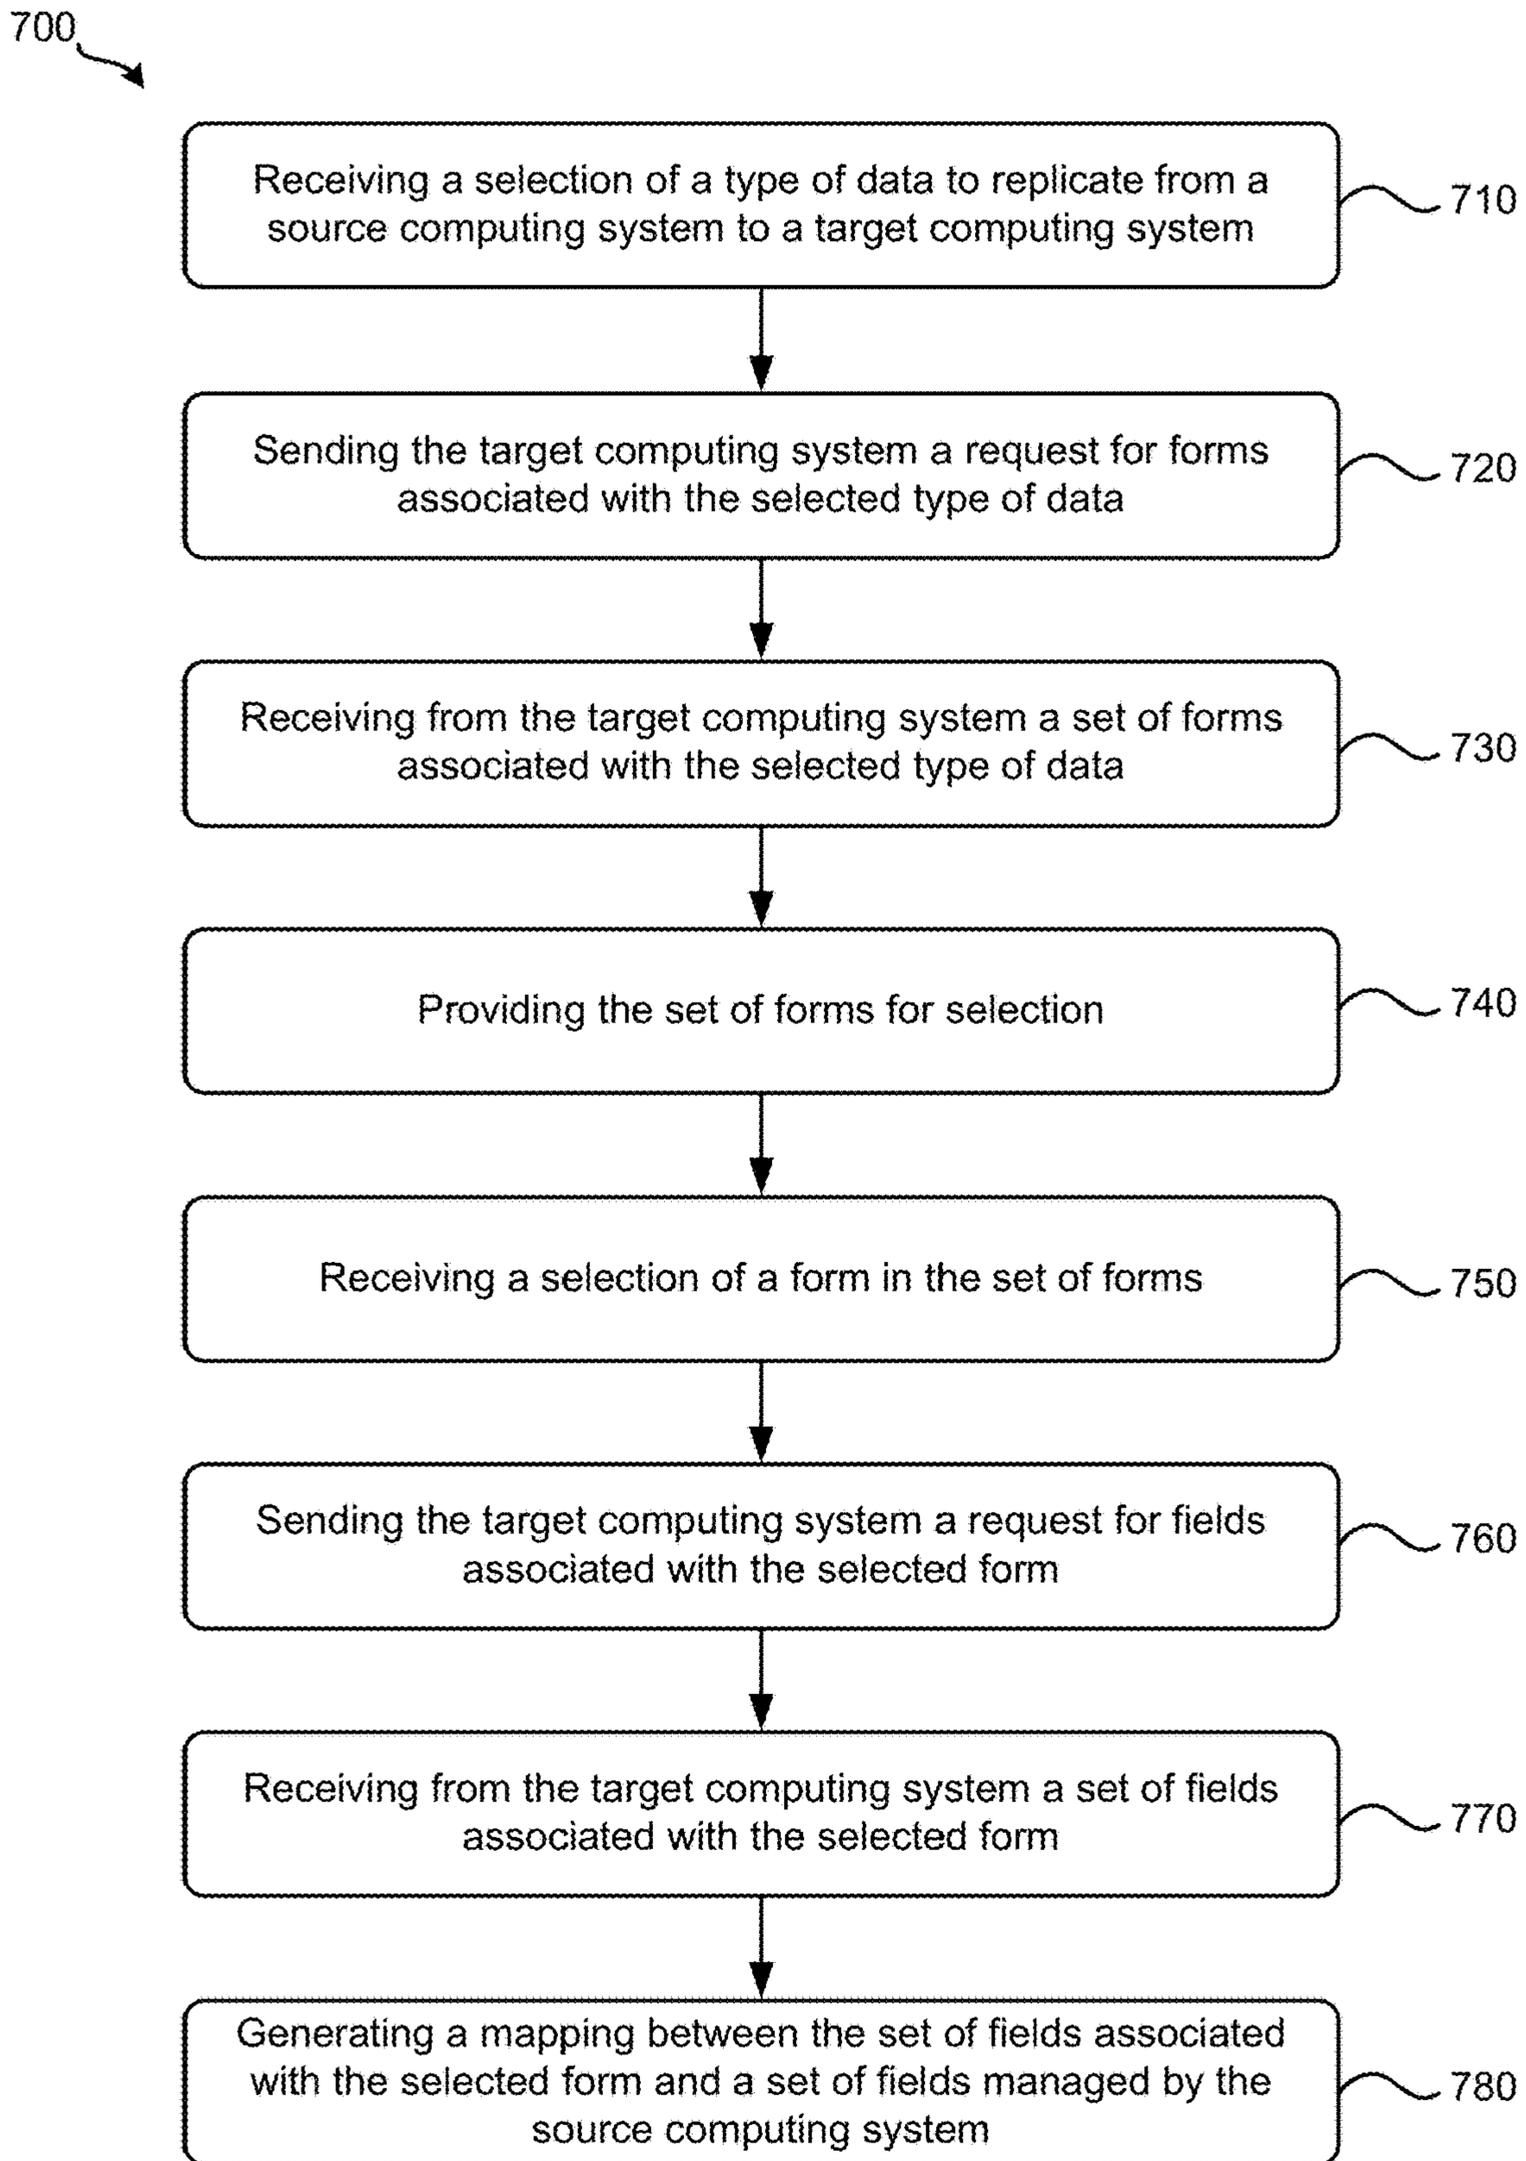 700
Receiving a selection of a type of data to replicate from a
source computing system to a target computing system
710
Sending the target computing system a request for forms
associated with the selected type of data
720
Receiving from the target computing system a set of forms
associated with the selected type of data
730
Providing the set of forms for selection
740
Receiving a selection of a form in the set of forms
750
Sending the target computing system a request for fields
associated with the selected form
760
Receiving from the target computing system a set of fields
associated with the selected form
770
Generating a mapping between the set of fields associated
with the selected form and a set of fields managed by the
source computing system
780